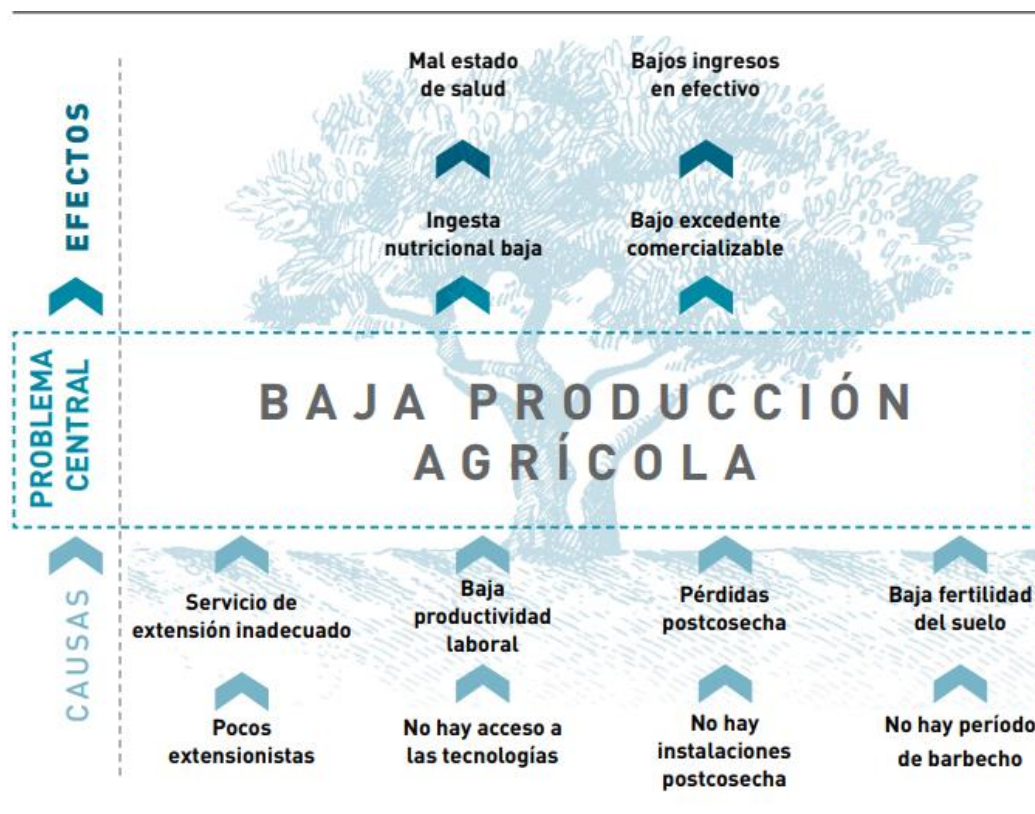 EFECTOS
Mal estado
de salud
Bajos ingresos
en efectivo
Ingesta
nutricional baja
Bajo excedente
comercializable
PROBLEMA
CENTRAL
BAJA PRODUCCIÓN
AGRÍCOLA
CAUSAS
Servicio de
extensión inadecuado
Baja
productividad
laboral
Pérdidas
postcosecha
Baja fertilidad
del suelo
Pocos
extensionistas
No hay acceso a
las tecnologías
No hay
instalaciones
postcosecha
No hay período
de barbecho